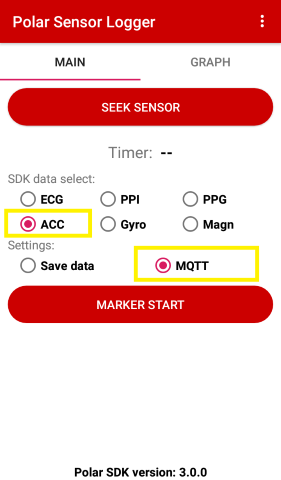 Polar Sensor Logger
MAIN GRAPH
SEEK SENSOR
Timer: --
SDK data select:
ECG PPI PPG
ACC Gyro Magn
Settings:
Save data MQTT
MARKER START
Polar SDK version: 3.0.0